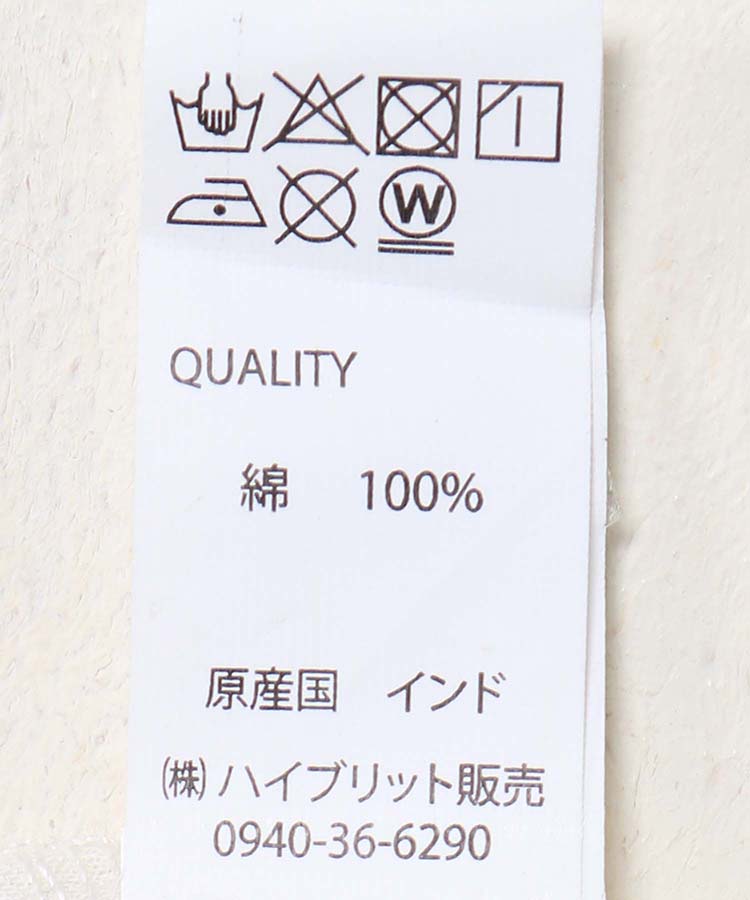 W
QUALITY
綿 100%
原産国 インド
㈱ハイブリット販売
0940-36-6290